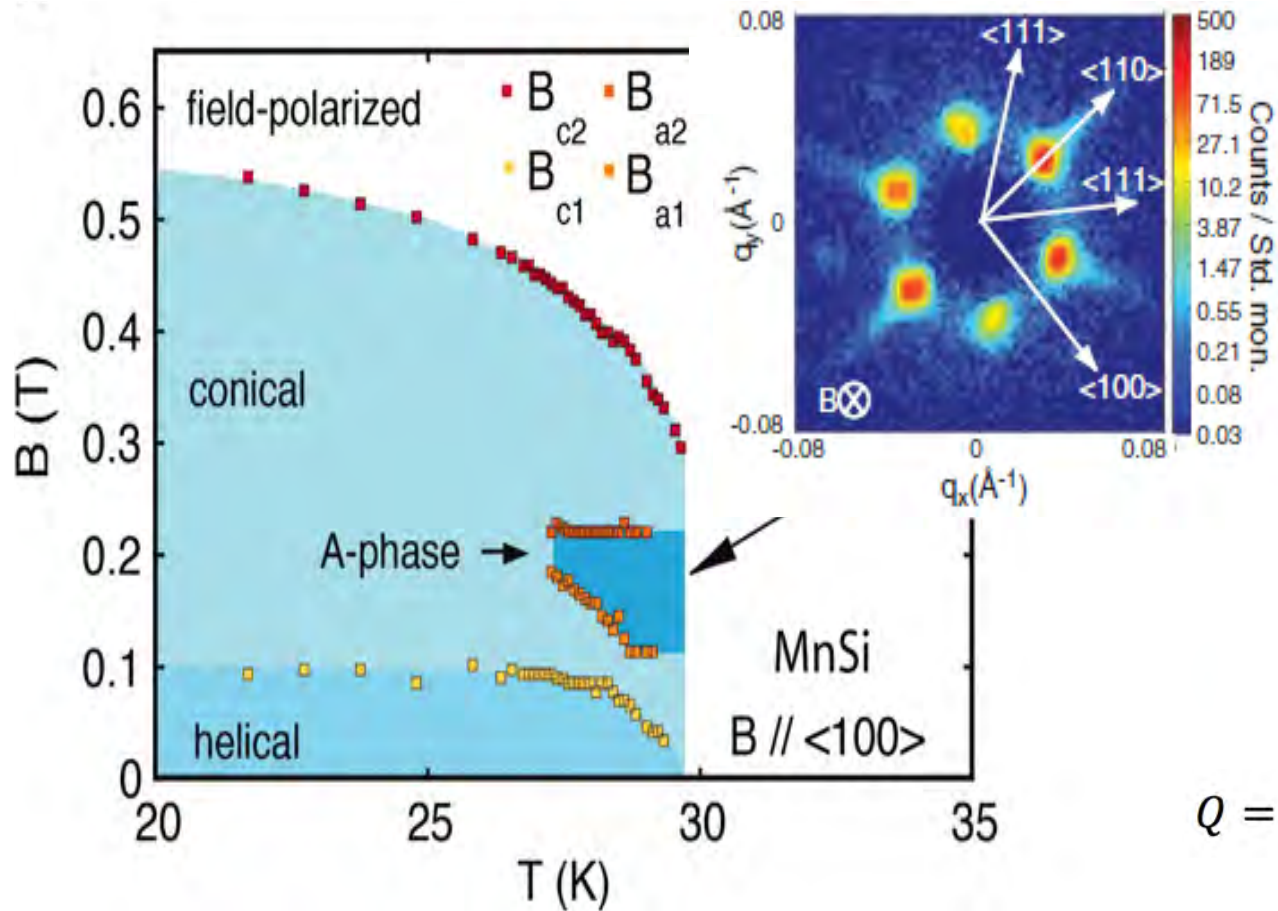 field-polarized
B c2
B a2
B c1
B a1
conical
A-phase
helical
MnSi
B // <100>
B (T)
0.6
0.5
0.4
0.3
0.2
0.1
0
20
25
30
35
T (K)
0.08
0
-0.08
q_y(Å⁻¹)
<111>
<110>
<111>
<100>
B⊗
-0.08
0
0.08
q_x(Å⁻¹)
500
189
71.5
27.1
10.2
3.87
1.47
0.55
0.21
0.08
0.03
Counts / Std. mon.
Q =